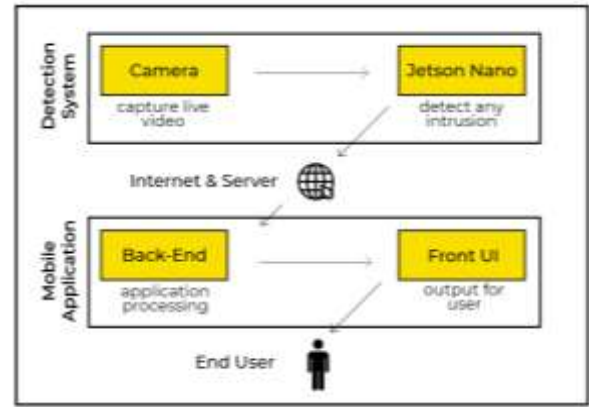 Detection
System
Camera
capture live
video
Jetson Nano
detect any
intrusion
Internet & Server
Mobile
Application
Back-End
application
processing
Front UI
output for
user
End User